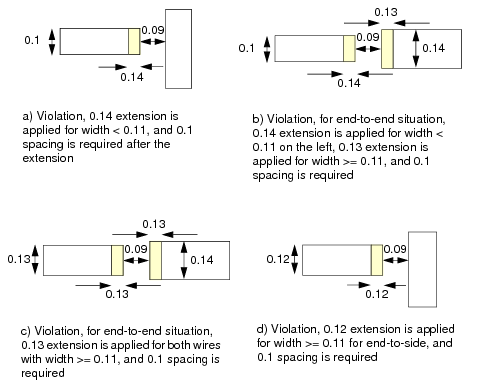 0.1
0.09
0.14
a) Violation, 0.14 extension is
applied for width < 0.11, and 0.1
spacing is required after the
extension
0.13
0.1
0.09
0.14
0.14
b) Violation, for end-to-end situation,
0.14 extension is applied for width <
0.11 on the left, 0.13 extension is
applied for width >= 0.11, and 0.1
spacing is required
0.13
0.13
0.09
0.14
0.13
c) Violation, for end-to-end situation,
0.13 extension is applied for both wires
with width >= 0.11, and 0.1 spacing is
required
0.12
0.09
0.12
d) Violation, 0.12 extension is applied
for width >= 0.11 for end-to-side, and
0.1 spacing is required